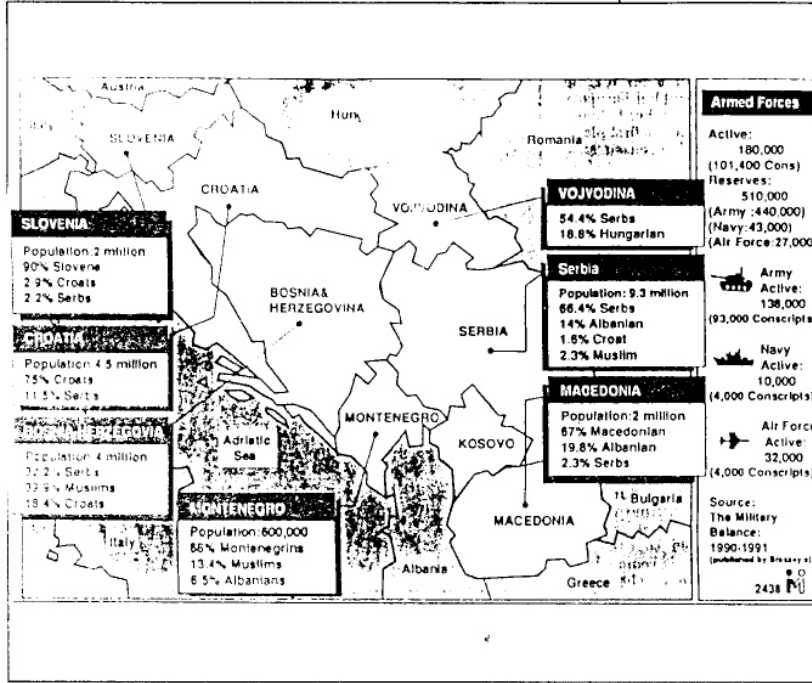 Austria
Italy
SLOVENIA
Romania
CROATIA
VOJVODINA
BOSNIA&
HERZEGOVINA
SERBIA
MONTENEGRO
KOSOVO
MACEDONIA
Adriatic
Sea
Italy
Albania
Greece
Bulgaria
SLOVENIA
Population:2 million
90% Slovene
2.9% Croats
2.2% Serbs
CROATIA
Population:4.5 million
75% Croats
11.5% Serbs
BOSNIA-HERZEGOVINA
Population:4 million
Serbs
Muslims
18.4% Croats
MONTENEGRO
Population:600,000
Montenegrins
13.4% Muslims
6.5% Albanians
VOJVODINA
54.4% Serbs
18.8% Hungarian
Serbia
Population:9.3 million
66.4% Serbs
14% Albanian
1.6% Croat
2.3% Muslim
MACEDONIA
Population:2 million
67% Macedonian
19.8% Albanian
2.3% Serbs
Armed Forces
Active:
180,000
(101,400 Cons)
Reserves:
510,000
(Army :440,000)
(Navy:43,000)
(Air Force:27,000
Army
Active:
138,000
(93,000 Conscripts)
Navy
Active:
10,000
(4,000 Conscripts)
Air Force
Active:
32,000
(4,000 Conscripts)
Source:
The Military
Balance:
1990-1991
(published by
2438